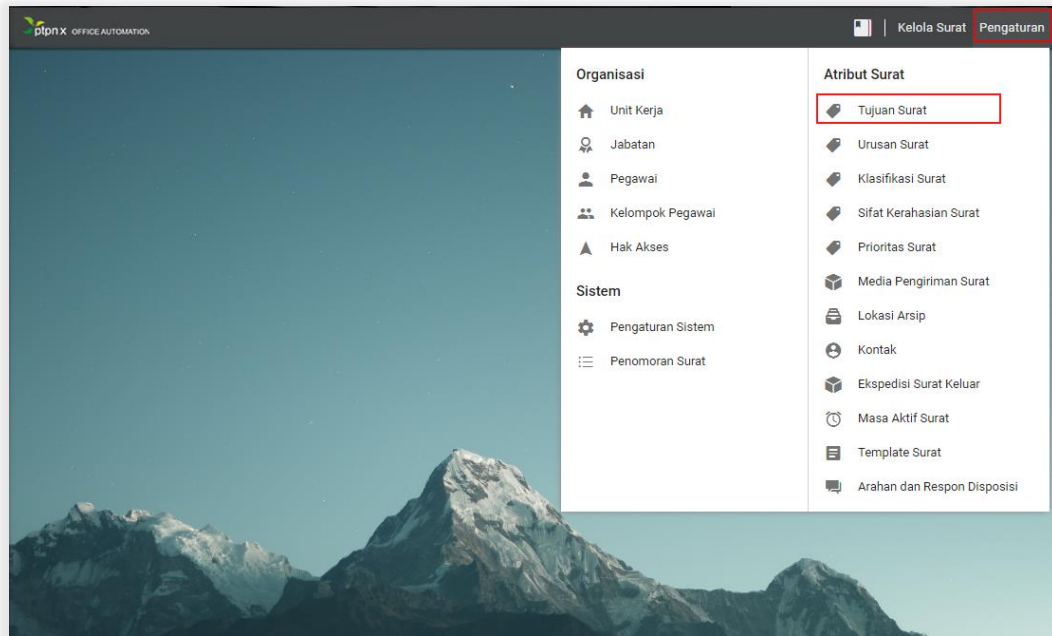 ptpn x OFFICE AUTOMATION
Kelola Surat
Pengaturan
Organisasi
Unit Kerja
Jabatan
Pegawai
Kelompok Pegawai
Hak Akses
Sistem
Pengaturan Sistem
Penomoran Surat
Atribut Surat
Tujuan Surat
Urusan Surat
Klasifikasi Surat
Sifat Kerahasian Surat
Prioritas Surat
Media Pengiriman Surat
Lokasi Arsip
Kontak
Ekspedisi Surat Keluar
Masa Aktif Surat
Template Surat
Arahan dan Respon Disposisi